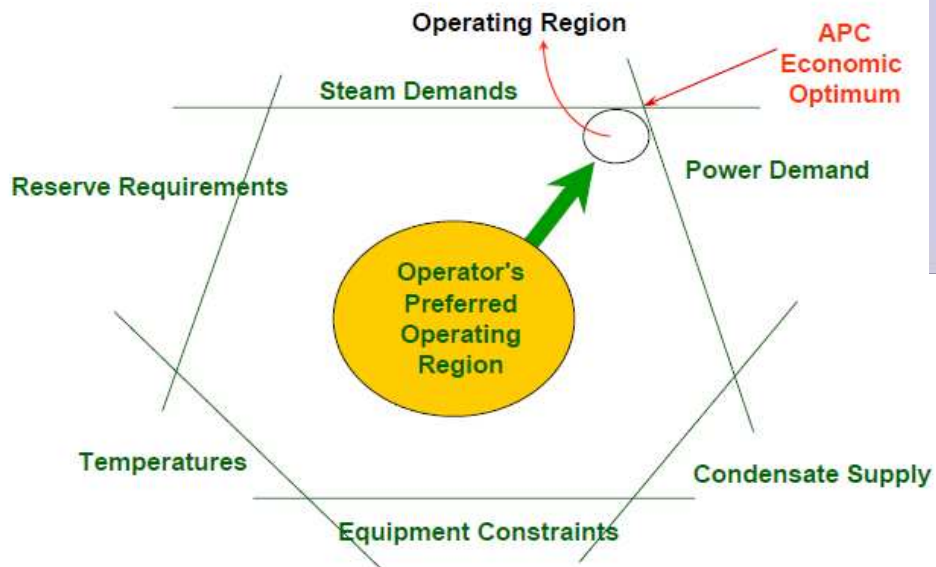 Operating Region
APC
Economic
Optimum
Steam Demands
Reserve Requirements
Power Demand
Operator's
Preferred
Operating
Region
Temperatures
Condensate Supply
Equipment Constraints